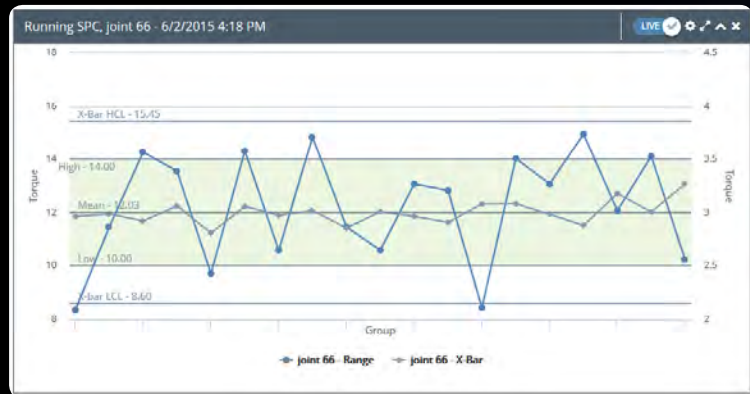 Running SPC, joint 66 - 6/2/2015 4:18 PM
LIVE
18
16
14
12
10
8
Torque
X-Bar HCL - 15.45
High - 14.00
Mean - 12.03
Low - 10.00
X-bar LCL - 8.60
4.5
4
3.5
3
2.5
2
Torque
Group
joint 66 - Range
joint 66 - X-Bar